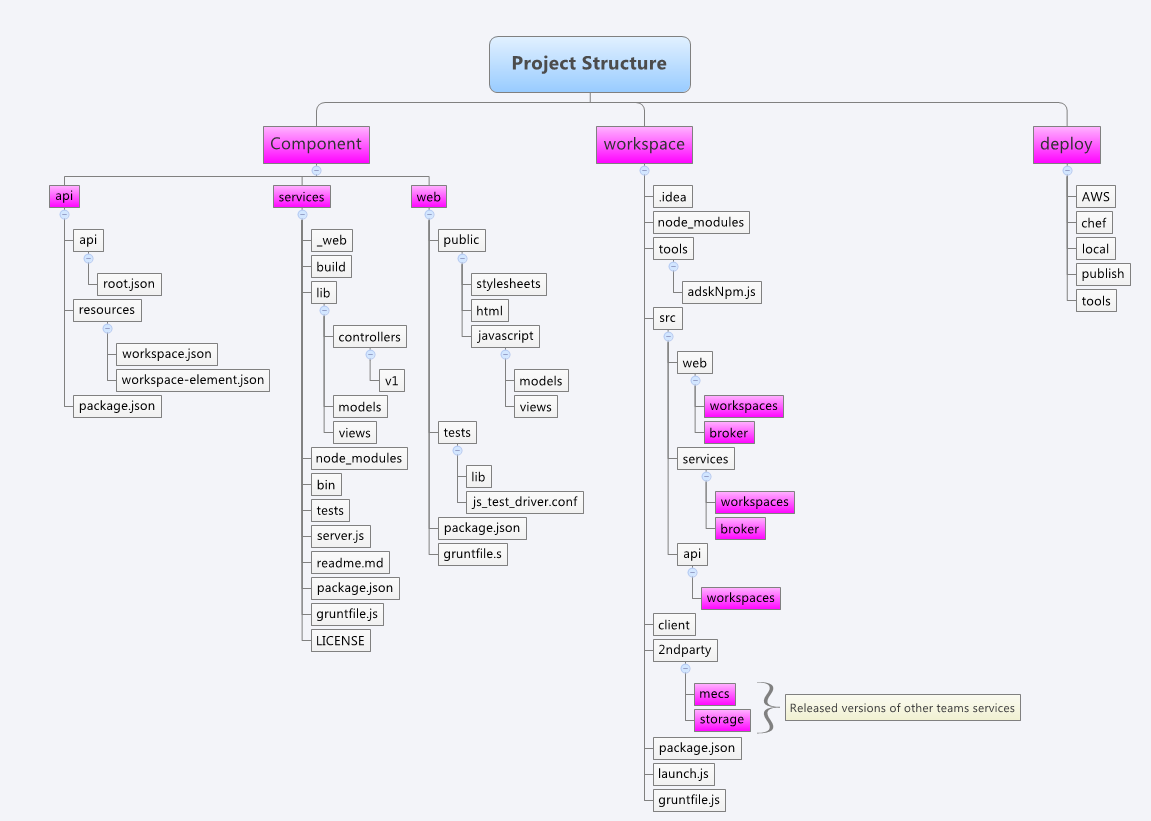 Project Structure
Component
api
api
root.json
resources
workspace.json
workspace-element.json
package.json
services
_web
build
lib
controllers
v1
models
views
node_modules
bin
tests
server.js
readme.md
package.json
gruntfile.js
LICENSE
web
public
stylesheets
html
javascript
models
views
tests
lib
js_test_driver.conf
package.json
gruntfile.s
workspace
.idea
node_modules
tools
adskNpm.js
src
web
workspaces
broker
services
workspaces
broker
api
workspaces
client
2ndparty
mecs
storage
Released versions of other teams services
package.json
launch.js
gruntfile.js
deploy
AWS
chef
local
publish
tools